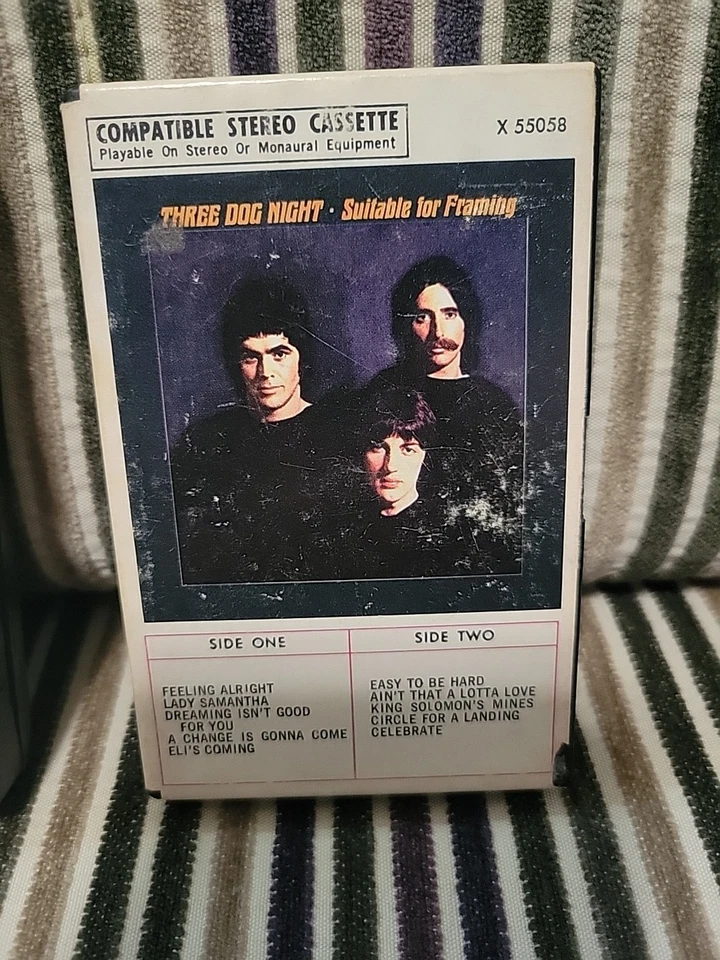 COMPATIBLE STEREO CASSETTE
Playable On Stereo Or Monaural Equipment
X 55058
THREE DOG NIGHT · Suitable for Framing
SIDE ONE
FEELING ALRIGHT
LADY SAMANTHA
DREAMING ISN'T GOOD
FOR YOU
A CHANGE IS GONNA COME
ELI'S COMING
SIDE TWO
EASY TO BE HARD
AIN'T THAT A LOTTA LOVE
KING SOLOMON'S MINES
CIRCLE FOR A LANDING
CELEBRATE